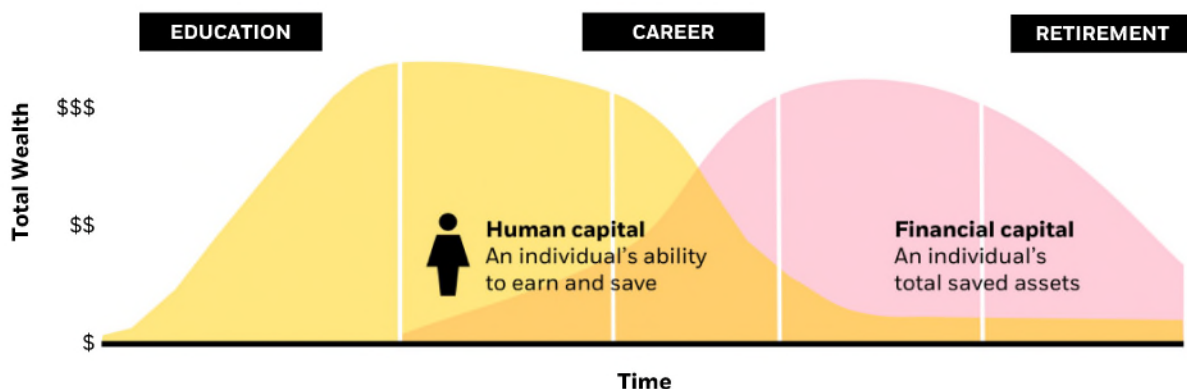 EDUCATION
CAREER
RETIREMENT
Total Wealth
$$$
$$
$
Human capital
An individual’s ability
to earn and save
Financial capital
An individual’s
total saved assets
Time